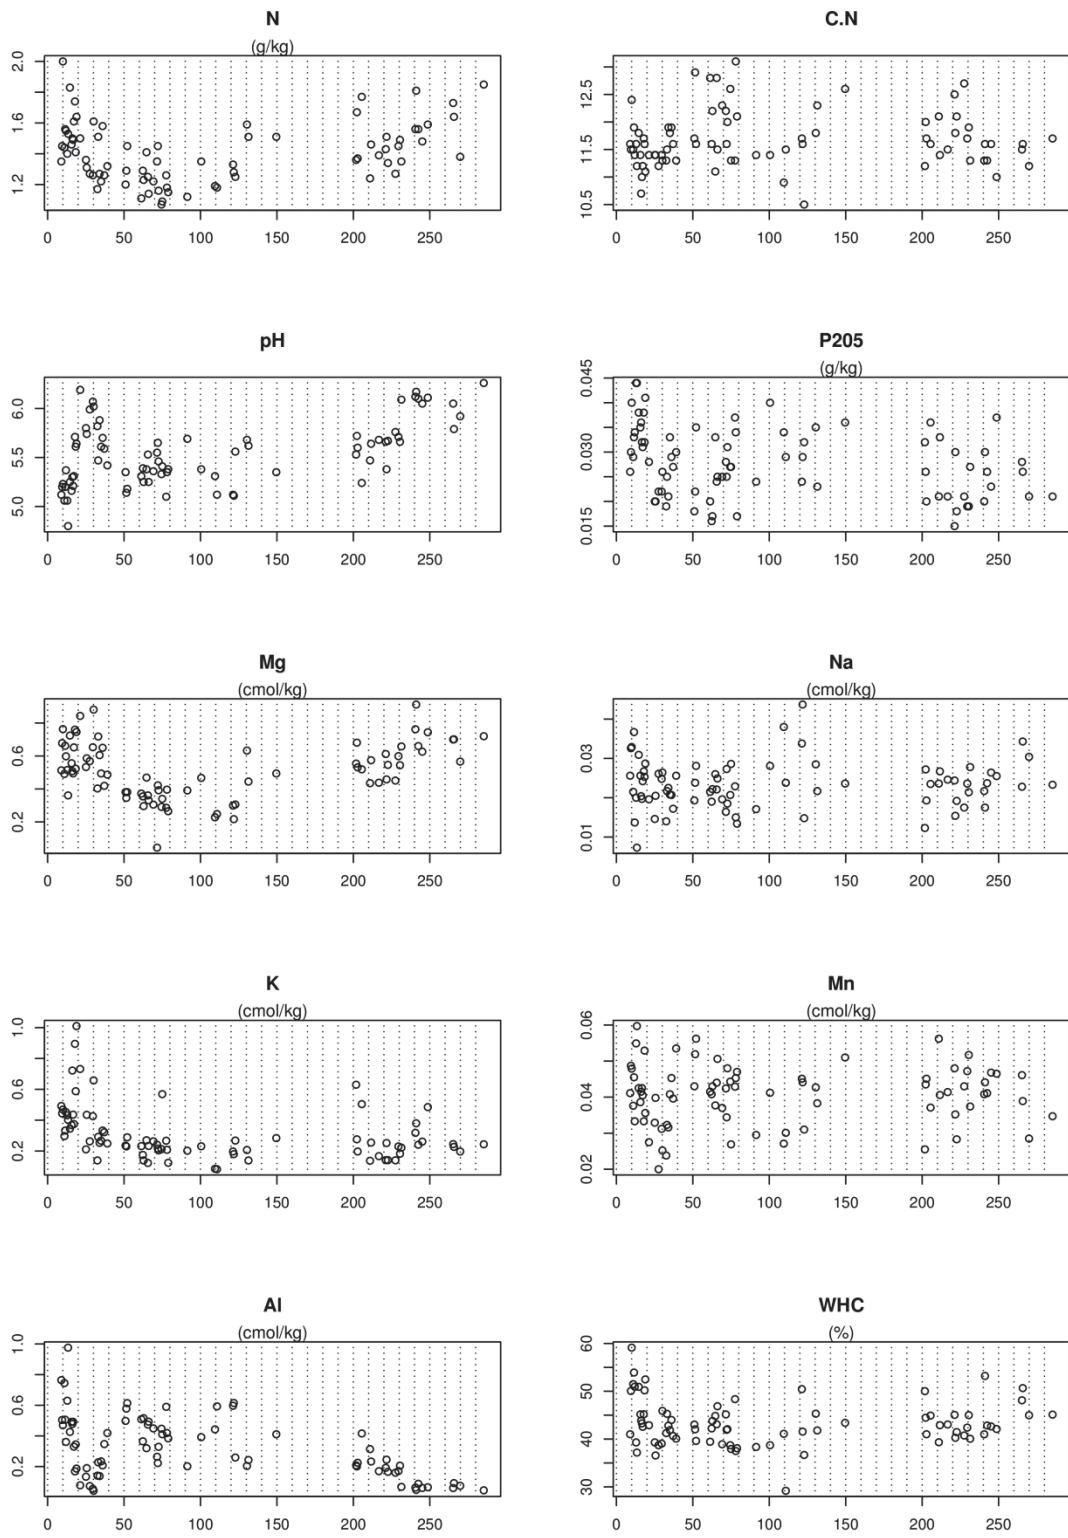 N
(g/kg)
2.0
1.6
1.2
0 50 100 150 200 250
C.N
12.5
11.5
10.5
0 50 100 150 200 250
pH
6.0
5.5
5.0
0 50 100 150 200 250
P205
(g/kg)
0.045
0.030
0.015
0 50 100 150 200 250
Mg
(cmol/kg)
0.6
0.2
0 50 100 150 200 250
Na
(cmol/kg)
0.03
0.01
0 50 100 150 200 250
K
(cmol/kg)
1.0
0.6
0.2
0 50 100 150 200 250
Mn
(cmol/kg)
0.06
0.04
0.02
0 50 100 150 200 250
Al
(cmol/kg)
1.0
0.6
0.2
0 50 100 150 200 250
WHC
(%)
60
50
40
30
0 50 100 150 200 250